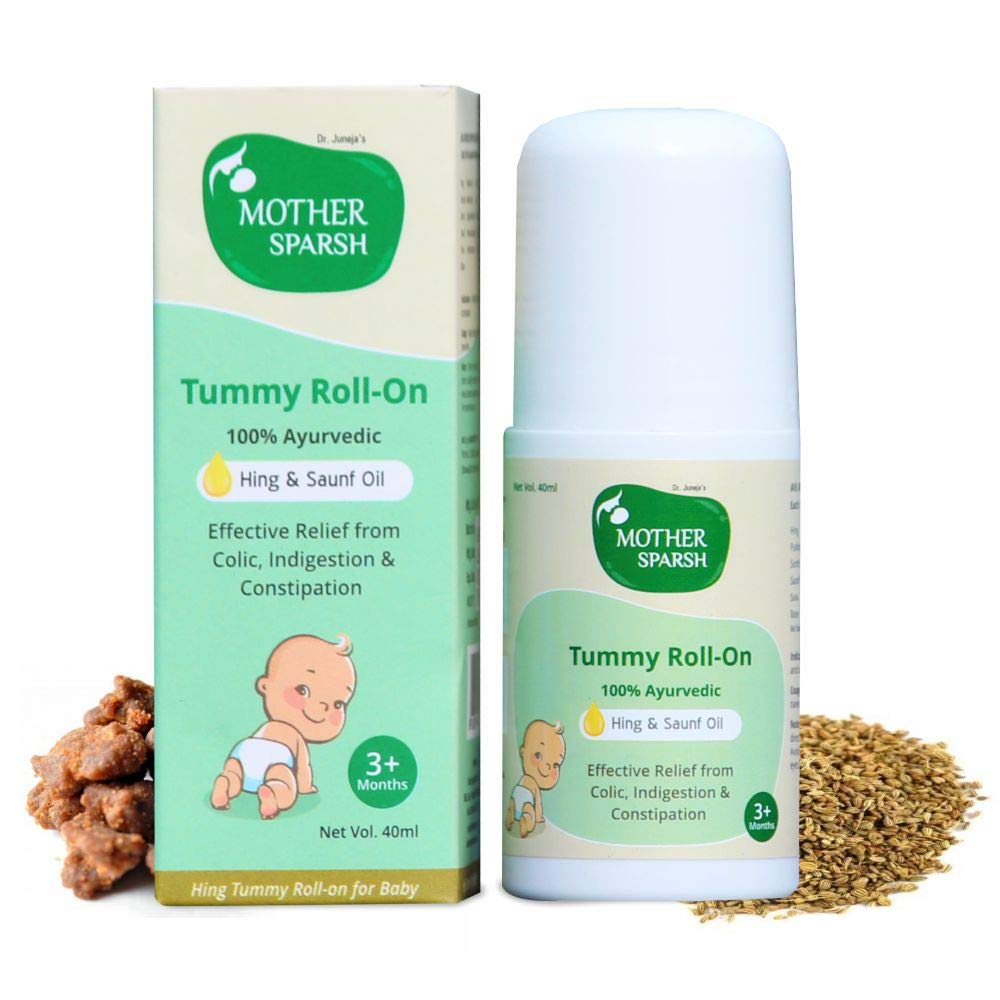 Dr. Juneja's
MOTHER
SPARSH
Tummy Roll-On
100% Ayurvedic
Hing & Saunf Oil
Effective Relief from
Colic, Indigestion &
Constipation
3+
Months
Net Vol. 40ml
Hing Tummy Roll-on for Baby
Net Vol. 40ml
Dr. Juneja's
MOTHER
SPARSH
Tummy Roll-On
100% Ayurvedic
Hing & Saunf Oil
Effective Relief from
Colic, Indigestion &
Constipation
3+
Months